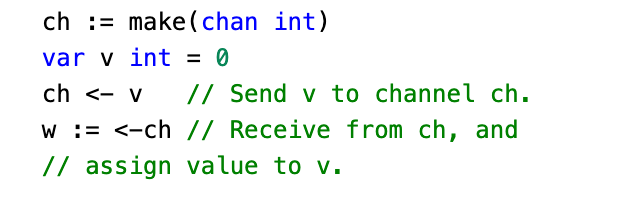 ch := make(chan int)
var v int = 0
ch <- v   // Send v to channel ch.
w := <-ch // Receive from ch, and
// assign value to v.